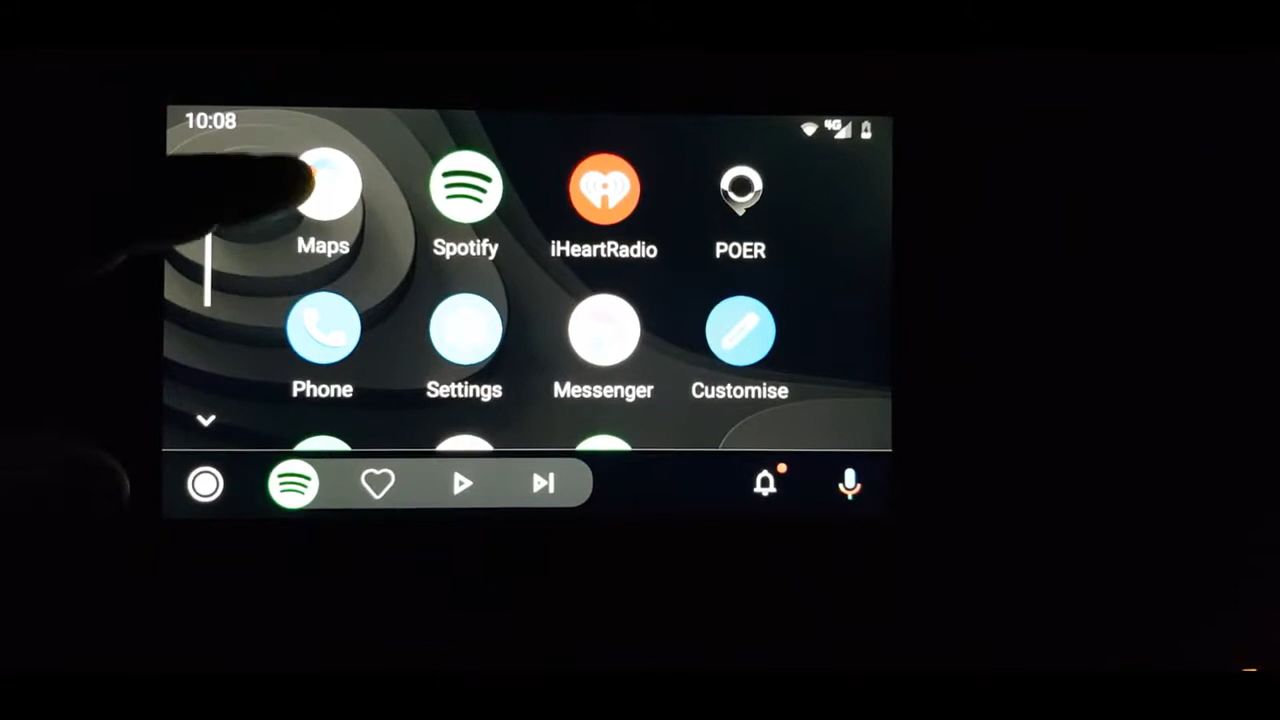 10:08
4G
Maps
Spotify
iHeartRadio
POER
Phone
Settings
Messenger
Customise